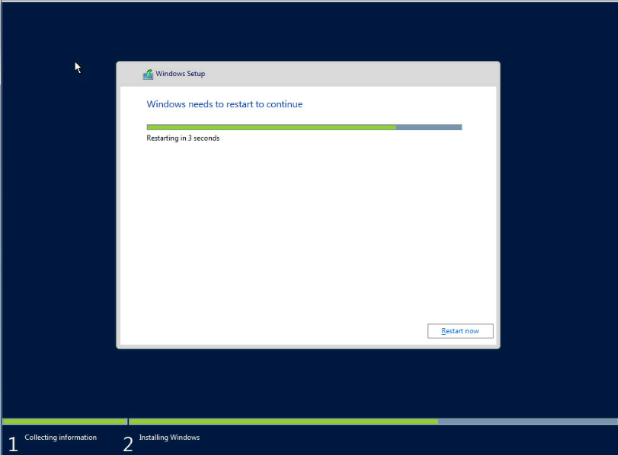 Windows Setup
Windows needs to restart to continue
Restarting in 3 seconds
Restart now
1 Collecting information
2 Installing Windows